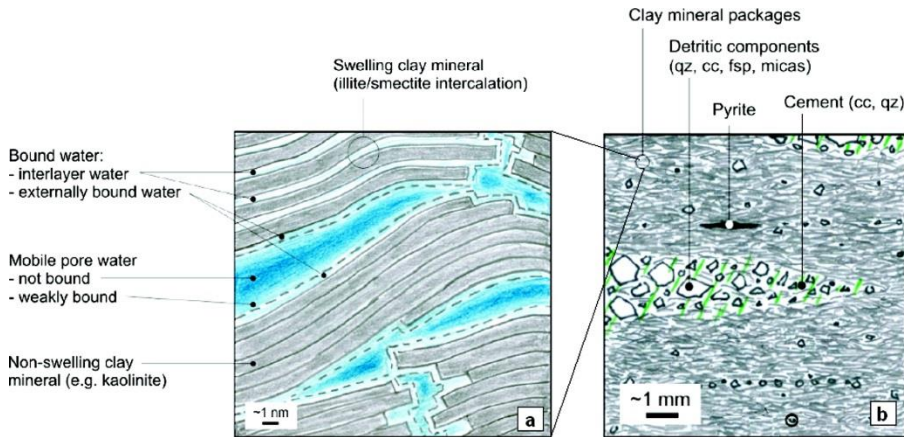 Clay mineral packages
Detritic components
(qz, cc, fsp, micas)
Swelling clay mineral
(illite/smectite intercalation)
Pyrite
Cement (cc, qz)
Bound water:
- interlayer water
- externally bound water
Mobile pore water
- not bound
- weakly bound
Non-swelling clay
mineral (e.g. kaolinite)
~1 nm
a
~1 mm
b